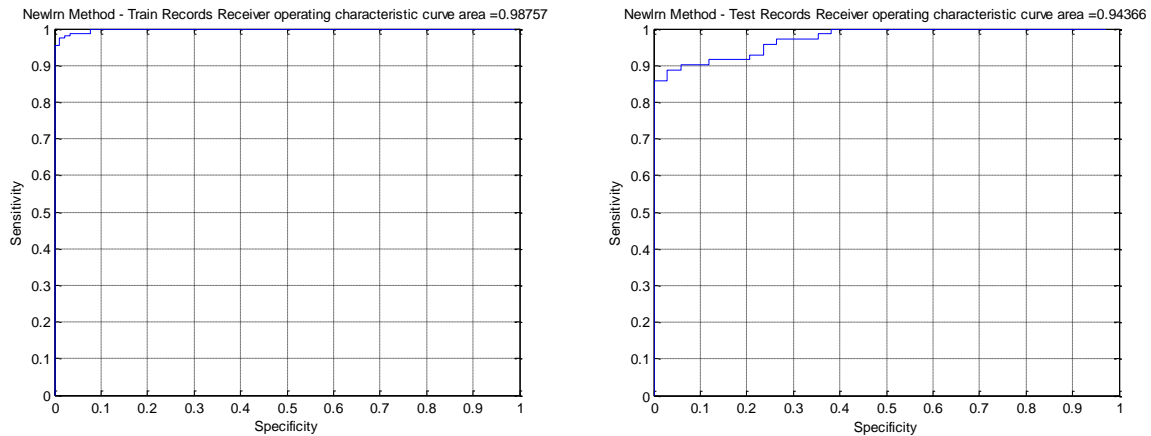 Newlrn Method - Train Records Receiver operating characteristic curve area =0.98757
1
0.9
0.8
0.7
0.6
0.5
0.4
0.3
0.2
0.1
0
Sensitivity
0 0.1 0.2 0.3 0.4 0.5 0.6 0.7 0.8 0.9 1
Specificity
Newlrn Method - Test Records Receiver operating characteristic curve area =0.94366
1
0.9
0.8
0.7
0.6
0.5
0.4
0.3
0.2
0.1
0
Sensitivity
0 0.1 0.2 0.3 0.4 0.5 0.6 0.7 0.8 0.9 1
Specificity